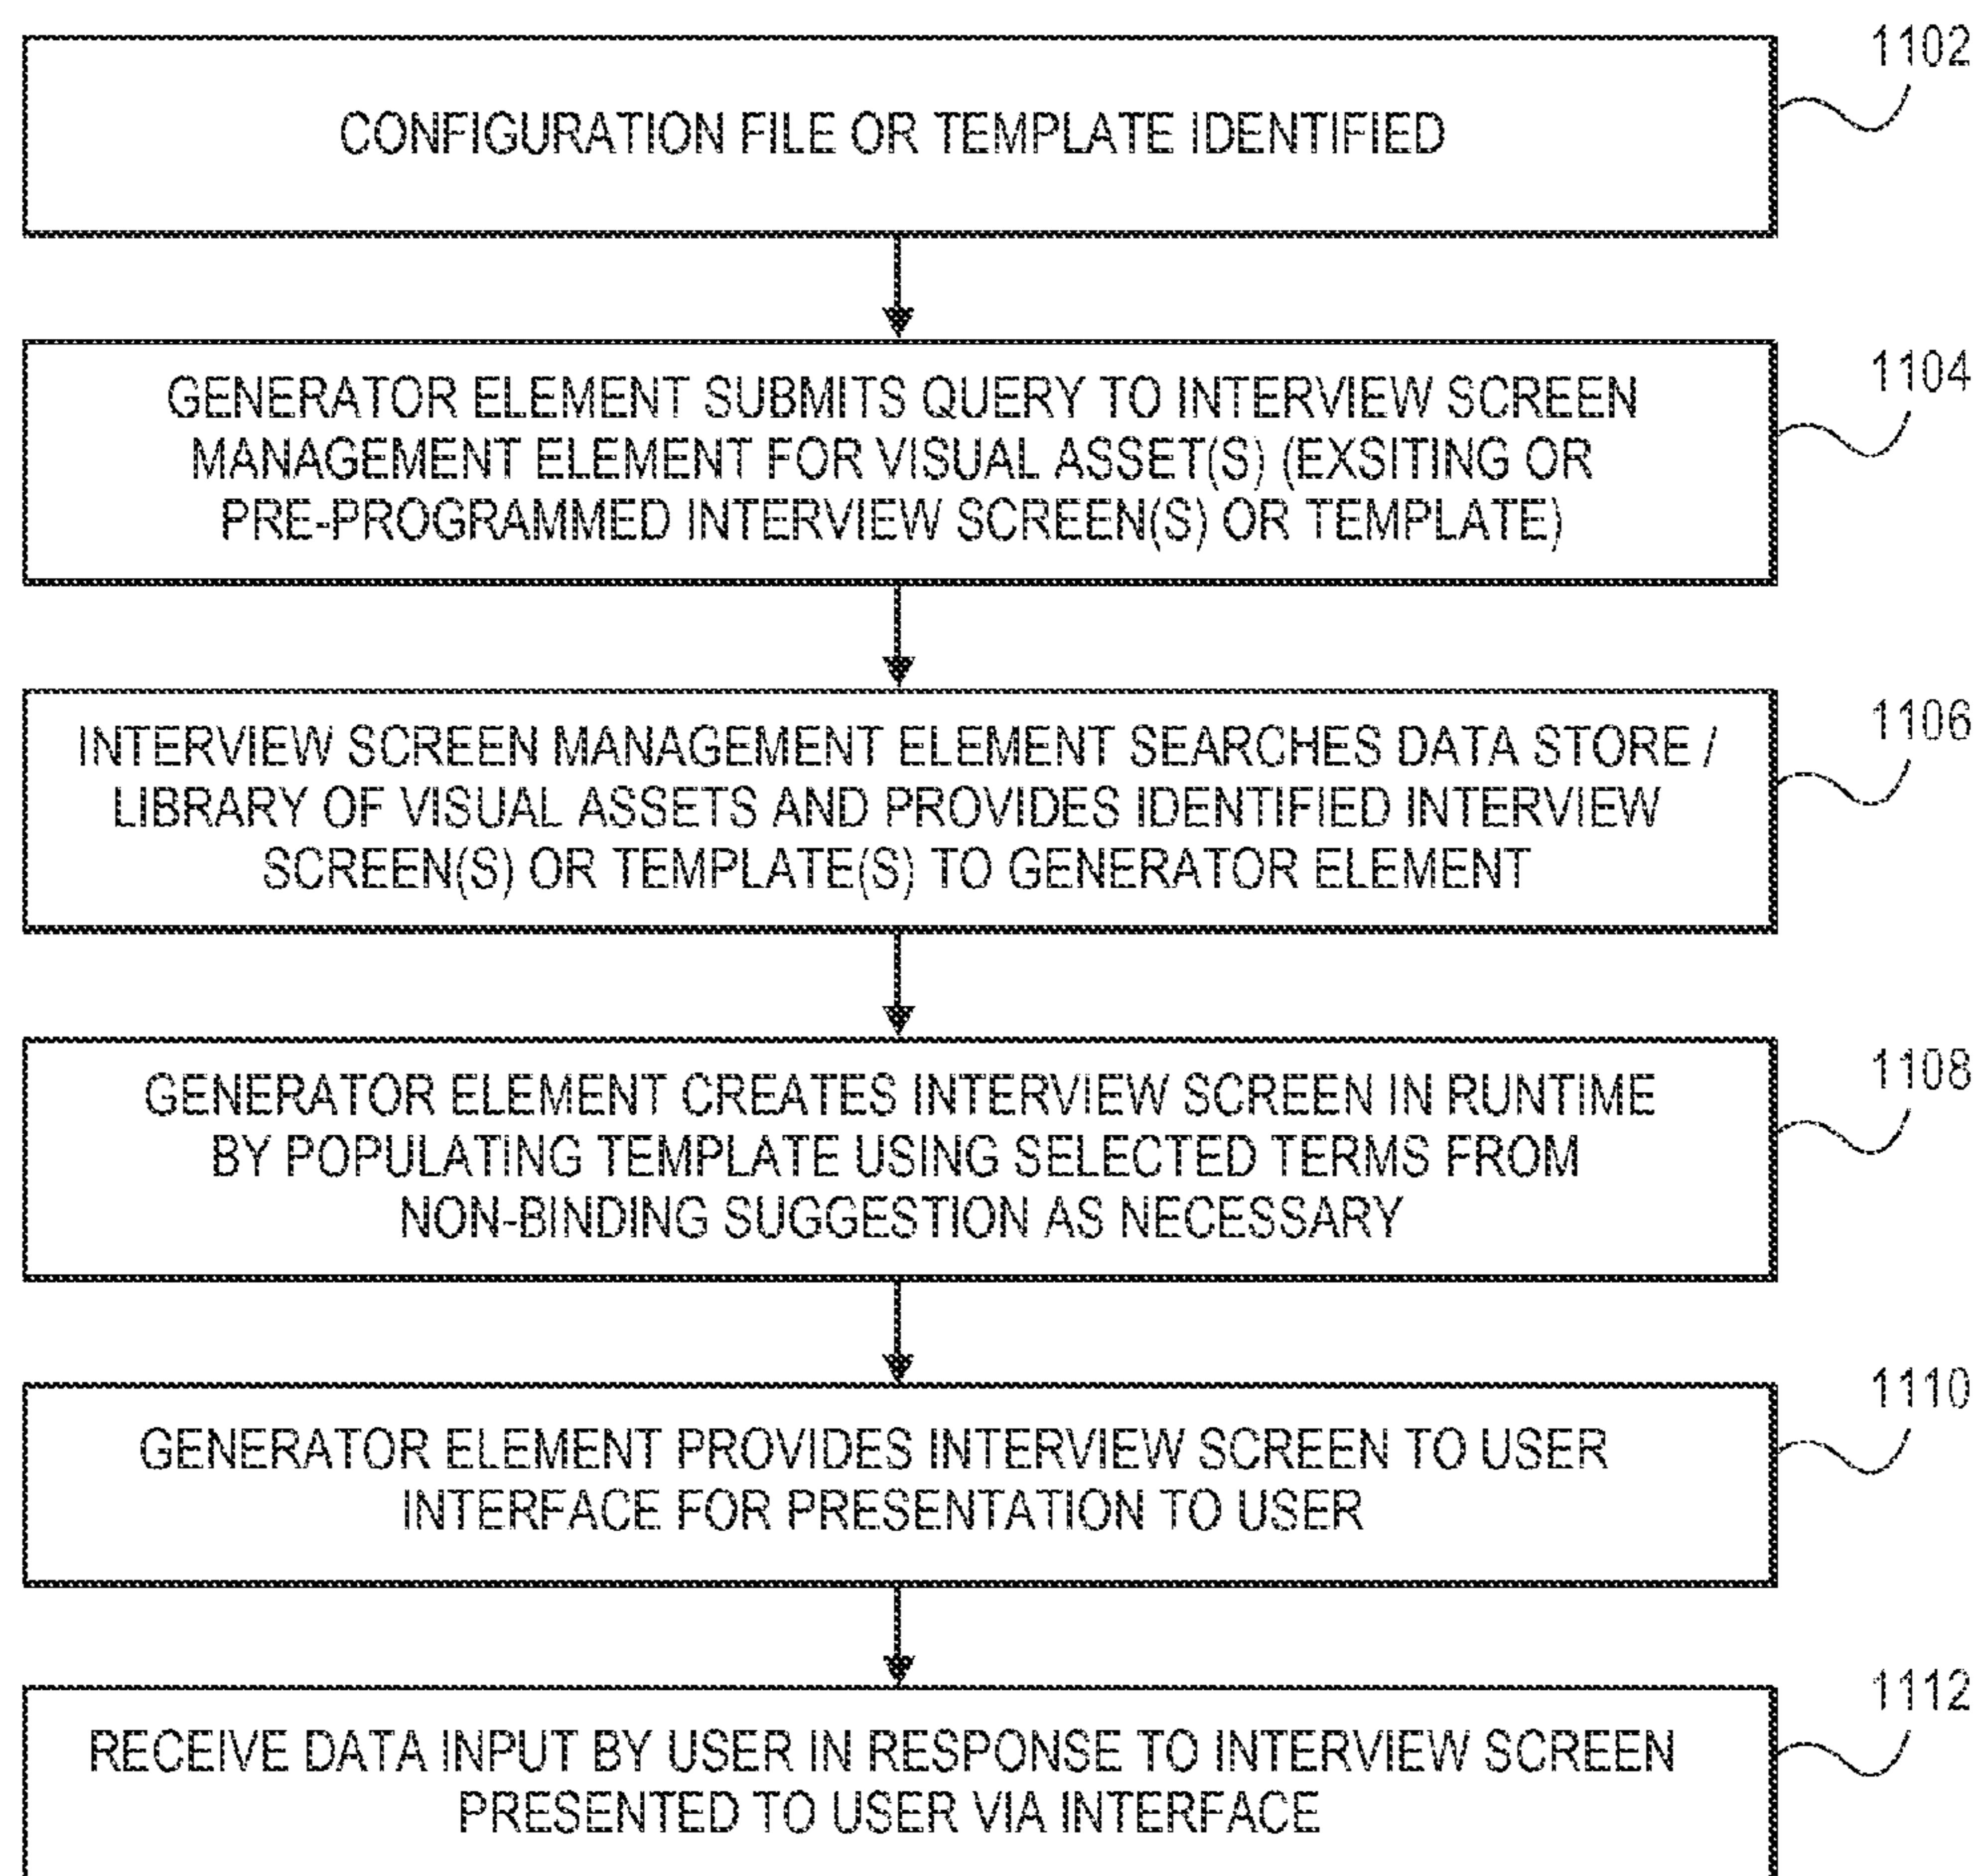 1102
CONFIGURATION FILE OR TEMPLATE IDENTIFIED
1104
GENERATOR ELEMENT SUBMITS QUERY TO INTERVIEW SCREEN
MANAGEMENT ELEMENT FOR VISUAL ASSET(S) (EXSITING OR
PRE-PROGRAMMED INTERVIEW SCREEN(S) OR TEMPLATE)
1106
INTERVIEW SCREEN MANAGEMENT ELEMENT SEARCHES DATA STORE /
LIBRARY OF VISUAL ASSETS AND PROVIDES IDENTIFIED INTERVIEW
SCREEN(S) OR TEMPLATE(S) TO GENERATOR ELEMENT
1108
GENERATOR ELEMENT CREATES INTERVIEW SCREEN IN RUNTIME
BY POPULATING TEMPLATE USING SELECTED TERMS FROM
NON-BINDING SUGGESTION AS NECESSARY
1110
GENERATOR ELEMENT PROVIDES INTERVIEW SCREEN TO USER
INTERFACE FOR PRESENTATION TO USER
1112
RECEIVE DATA INPUT BY USER IN RESPONSE TO INTERVIEW SCREEN
PRESENTED TO USER VIA INTERFACE